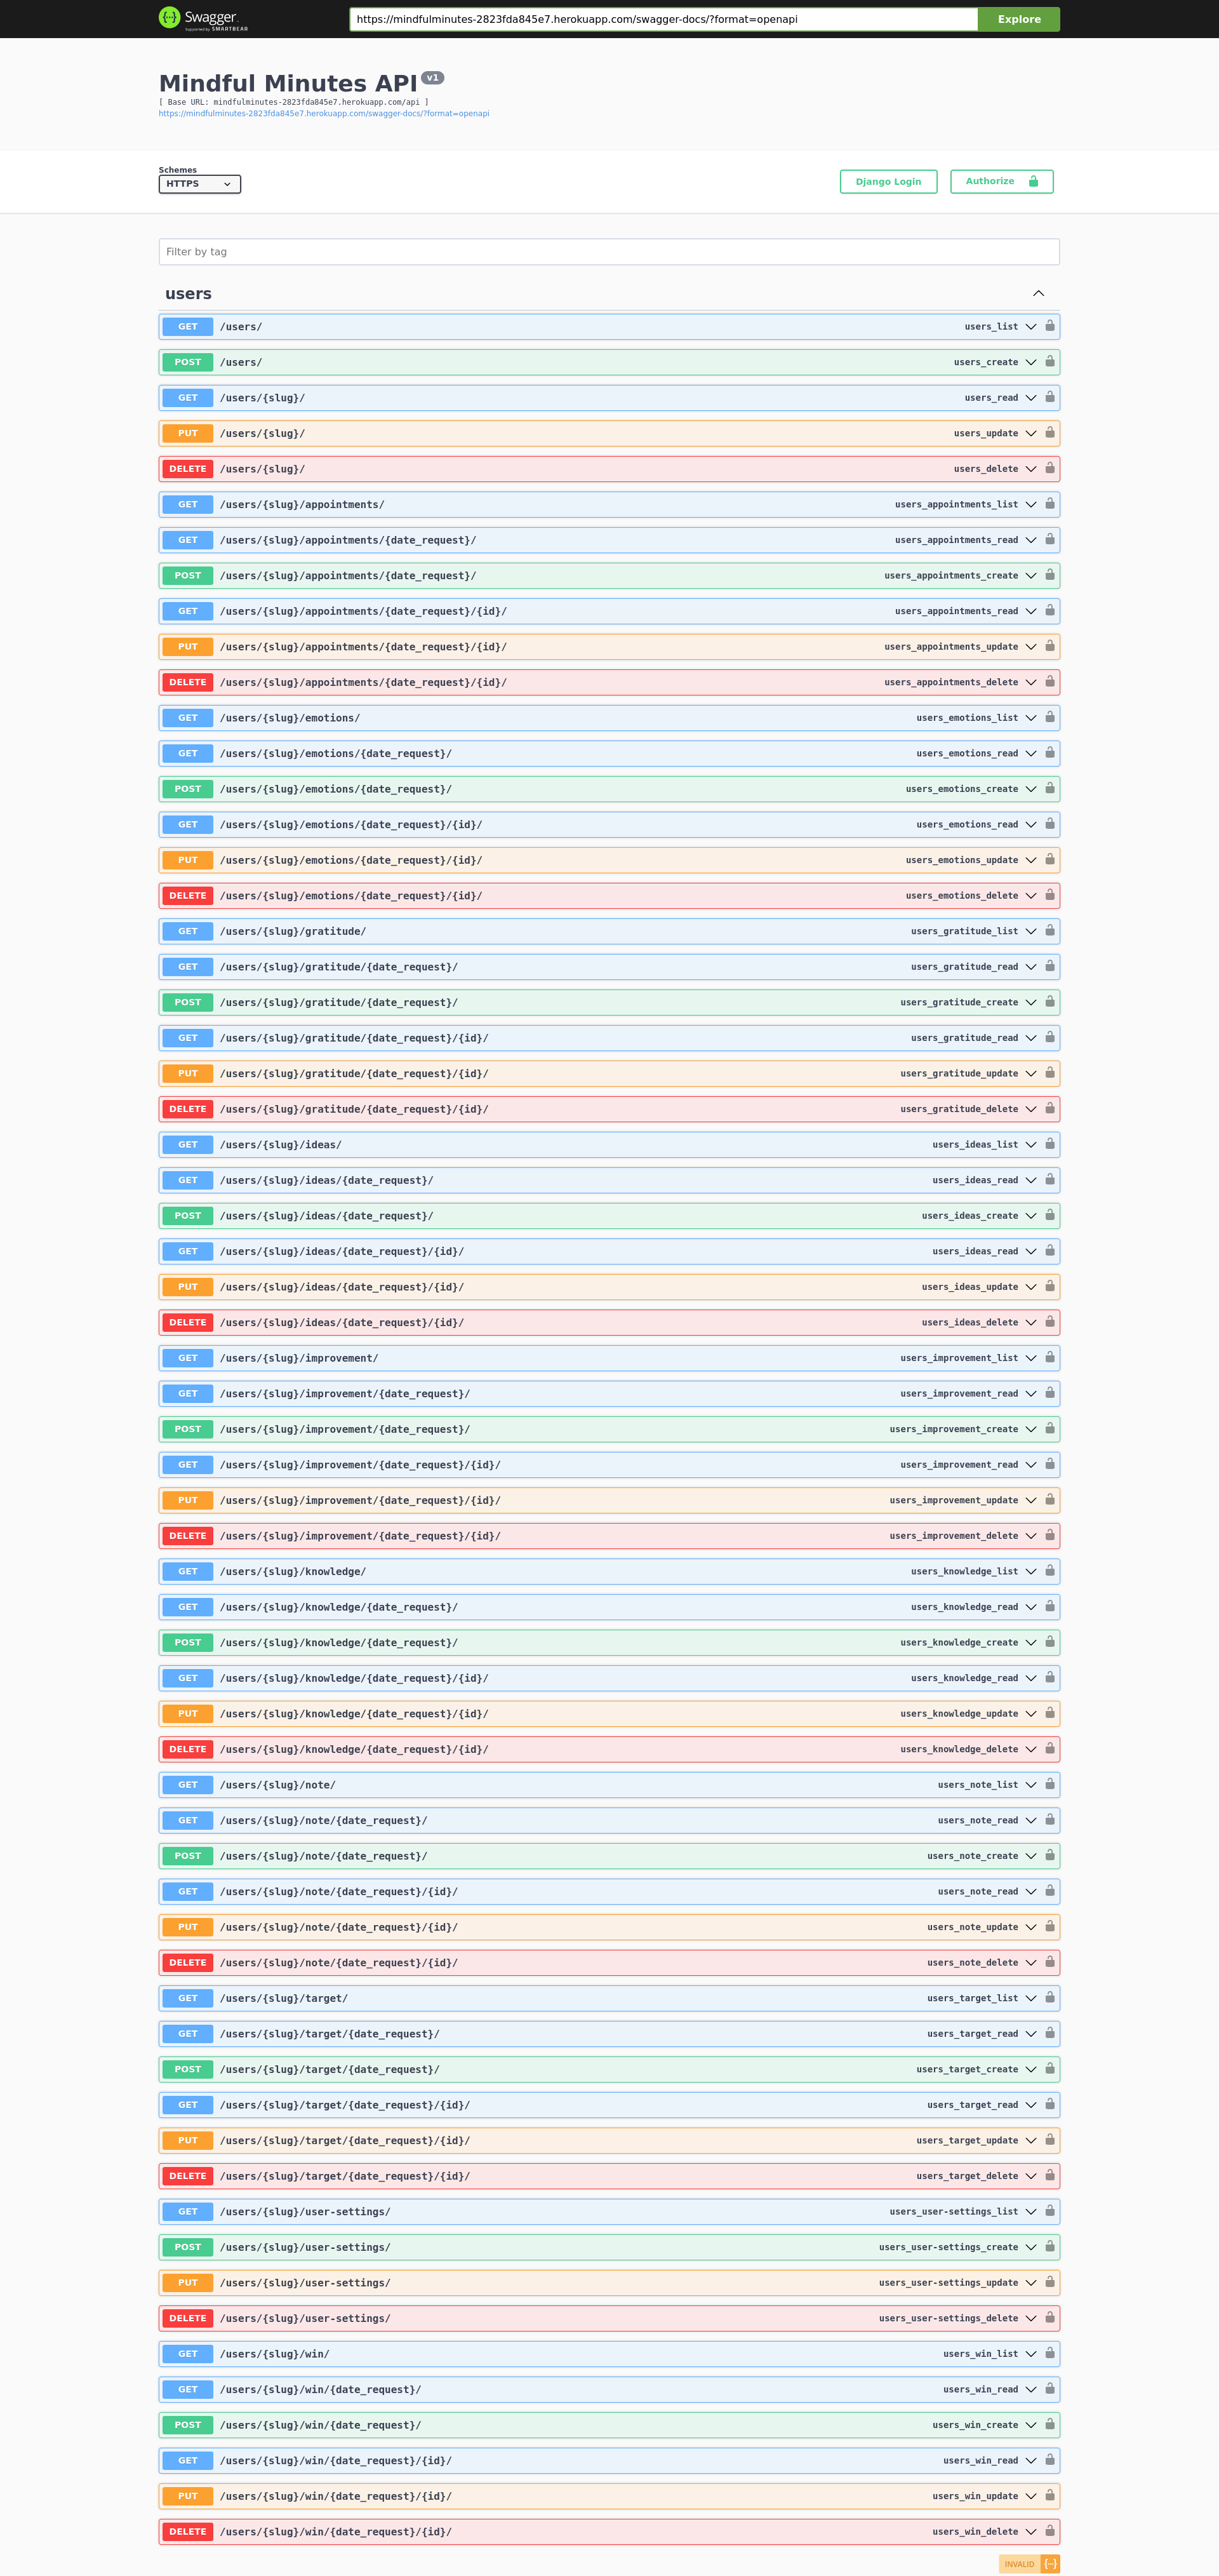 Swagger.
Supported by SMARTBEAR
https://mindfulminutes-2823fda845e7.herokuapp.com/swagger-docs/?format=openapi
Explore
Mindful Minutes API v1
[ Base URL: mindfulminutes-2823fda845e7.herokuapp.com/api ]
https://mindfulminutes-2823fda845e7.herokuapp.com/swagger-docs/?format=openapi
Schemes
HTTPS
Django Login
Authorize
Filter by tag
users
GET /users/ users_list
POST /users/ users_create
GET /users/{slug}/ users_read
PUT /users/{slug}/ users_update
DELETE /users/{slug}/ users_delete
GET /users/{slug}/appointments/ users_appointments_list
GET /users/{slug}/appointments/{date_request}/ users_appointments_read
POST /users/{slug}/appointments/{date_request}/ users_appointments_create
GET /users/{slug}/appointments/{date_request}/{id}/ users_appointments_read
PUT /users/{slug}/appointments/{date_request}/{id}/ users_appointments_update
DELETE /users/{slug}/appointments/{date_request}/{id}/ users_appointments_delete
GET /users/{slug}/emotions/ users_emotions_list
GET /users/{slug}/emotions/{date_request}/ users_emotions_read
POST /users/{slug}/emotions/{date_request}/ users_emotions_create
GET /users/{slug}/emotions/{date_request}/{id}/ users_emotions_read
PUT /users/{slug}/emotions/{date_request}/{id}/ users_emotions_update
DELETE /users/{slug}/emotions/{date_request}/{id}/ users_emotions_delete
GET /users/{slug}/gratitude/ users_gratitude_list
GET /users/{slug}/gratitude/{date_request}/ users_gratitude_read
POST /users/{slug}/gratitude/{date_request}/ users_gratitude_create
GET /users/{slug}/gratitude/{date_request}/{id}/ users_gratitude_read
PUT /users/{slug}/gratitude/{date_request}/{id}/ users_gratitude_update
DELETE /users/{slug}/gratitude/{date_request}/{id}/ users_gratitude_delete
GET /users/{slug}/ideas/ users_ideas_list
GET /users/{slug}/ideas/{date_request}/ users_ideas_read
POST /users/{slug}/ideas/{date_request}/ users_ideas_create
GET /users/{slug}/ideas/{date_request}/{id}/ users_ideas_read
PUT /users/{slug}/ideas/{date_request}/{id}/ users_ideas_update
DELETE /users/{slug}/ideas/{date_request}/{id}/ users_ideas_delete
GET /users/{slug}/improvement/ users_improvement_list
GET /users/{slug}/improvement/{date_request}/ users_improvement_read
POST /users/{slug}/improvement/{date_request}/ users_improvement_create
GET /users/{slug}/improvement/{date_request}/{id}/ users_improvement_read
PUT /users/{slug}/improvement/{date_request}/{id}/ users_improvement_update
DELETE /users/{slug}/improvement/{date_request}/{id}/ users_improvement_delete
GET /users/{slug}/knowledge/ users_knowledge_list
GET /users/{slug}/knowledge/{date_request}/ users_knowledge_read
POST /users/{slug}/knowledge/{date_request}/ users_knowledge_create
GET /users/{slug}/knowledge/{date_request}/{id}/ users_knowledge_read
PUT /users/{slug}/knowledge/{date_request}/{id}/ users_knowledge_update
DELETE /users/{slug}/knowledge/{date_request}/{id}/ users_knowledge_delete
GET /users/{slug}/note/ users_note_list
GET /users/{slug}/note/{date_request}/ users_note_read
POST /users/{slug}/note/{date_request}/ users_note_create
GET /users/{slug}/note/{date_request}/{id}/ users_note_read
PUT /users/{slug}/note/{date_request}/{id}/ users_note_update
DELETE /users/{slug}/note/{date_request}/{id}/ users_note_delete
GET /users/{slug}/target/ users_target_list
GET /users/{slug}/target/{date_request}/ users_target_read
POST /users/{slug}/target/{date_request}/ users_target_create
GET /users/{slug}/target/{date_request}/{id}/ users_target_read
PUT /users/{slug}/target/{date_request}/{id}/ users_target_update
DELETE /users/{slug}/target/{date_request}/{id}/ users_target_delete
GET /users/{slug}/user-settings/ users_user-settings_list
POST /users/{slug}/user-settings/ users_user-settings_create
PUT /users/{slug}/user-settings/ users_user-settings_update
DELETE /users/{slug}/user-settings/ users_user-settings_delete
GET /users/{slug}/win/ users_win_list
GET /users/{slug}/win/{date_request}/ users_win_read
POST /users/{slug}/win/{date_request}/ users_win_create
GET /users/{slug}/win/{date_request}/{id}/ users_win_read
PUT /users/{slug}/win/{date_request}/{id}/ users_win_update
DELETE /users/{slug}/win/{date_request}/{id}/ users_win_delete
INVALID {...}